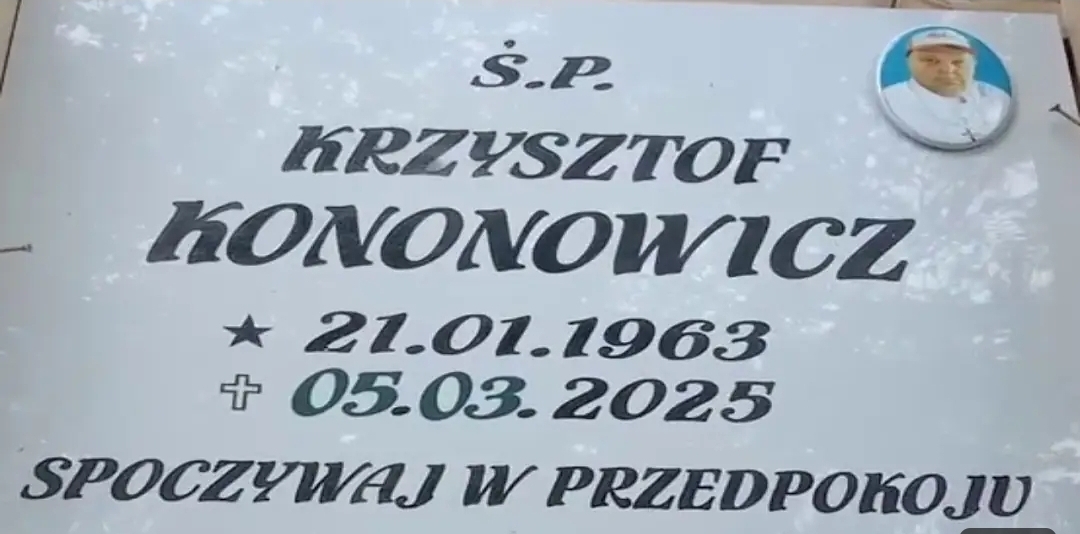 Ś.P.
KRZYSZTOF
KONONOWICZ
★ 21.01.1963
✝ 05.03.2025
SPOCZYWAJ W PRZEDPOKOJU